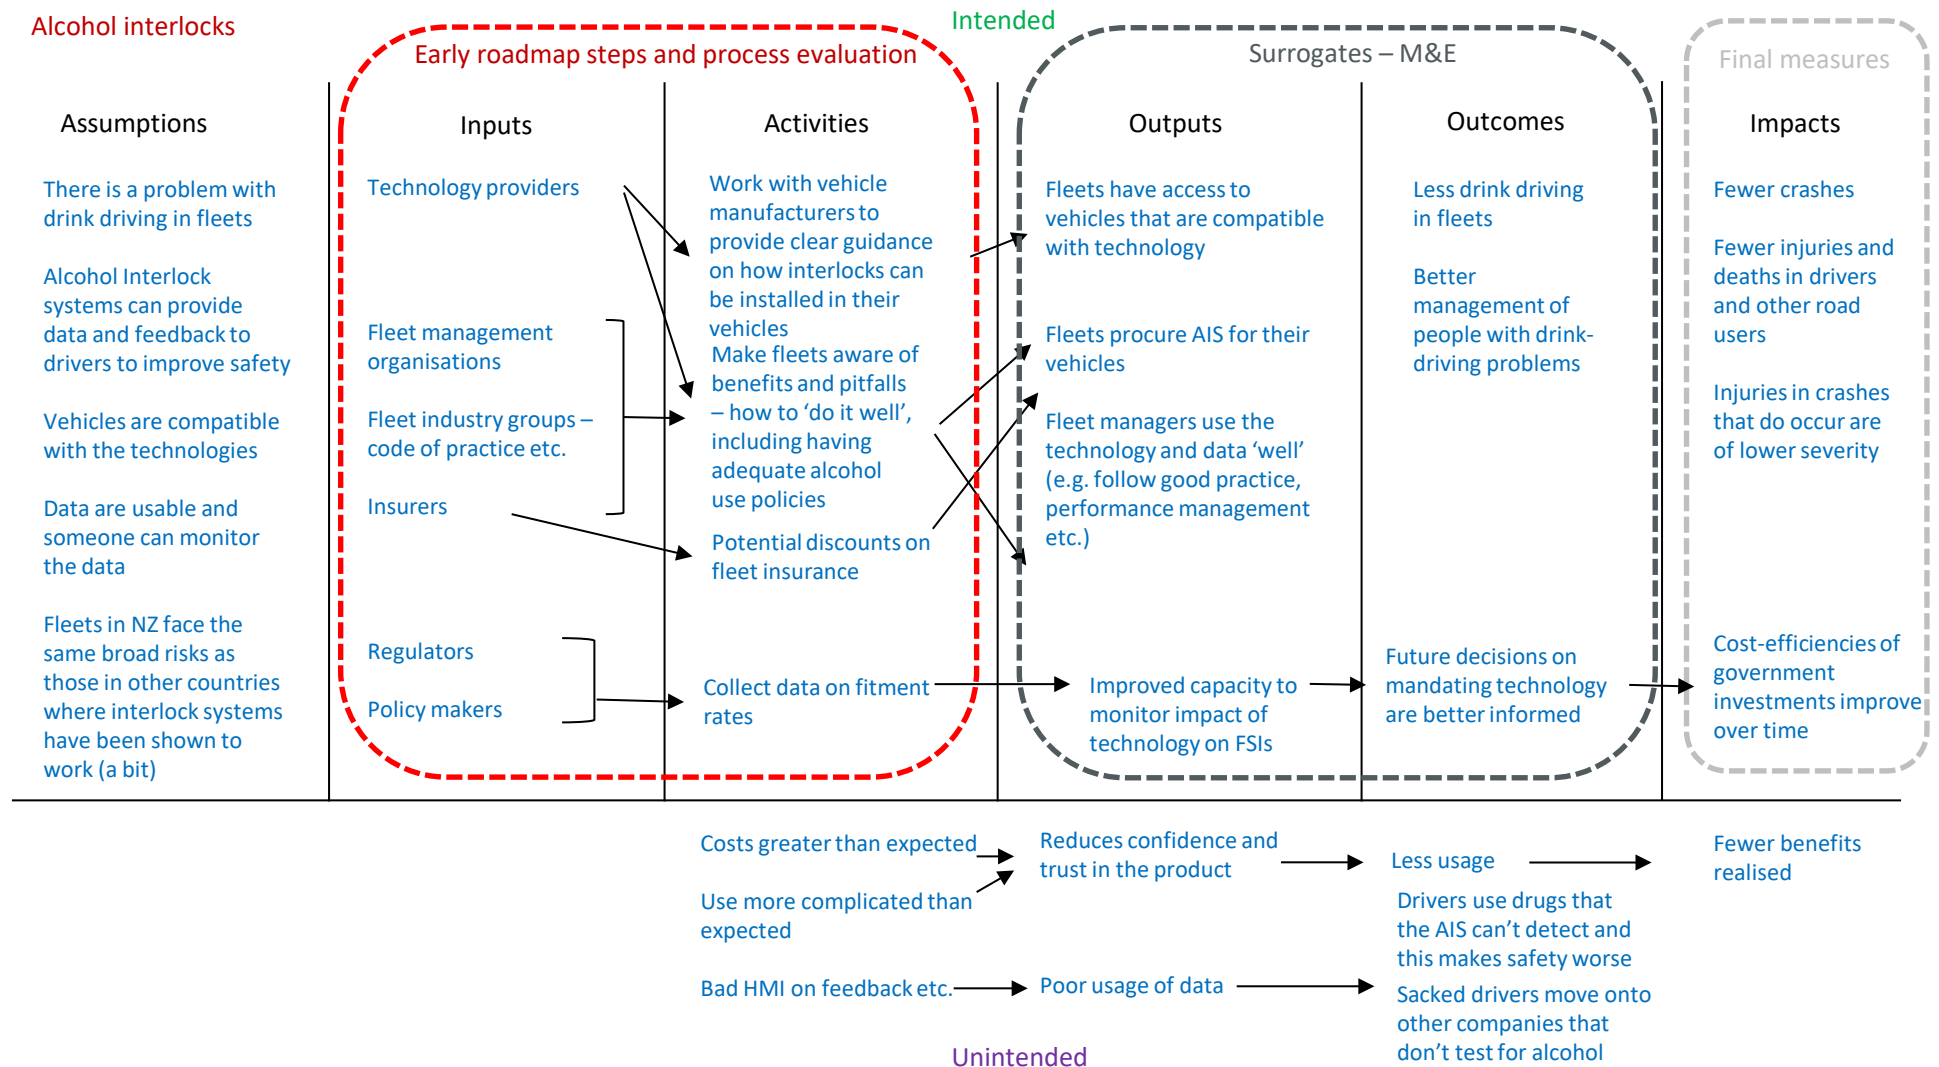 Alcohol interlocks
Intended
Early roadmap steps and process evaluation
Surrogates – M&E
Final measures
Assumptions
Inputs
Activities
Outputs
Outcomes
Impacts
There is a problem with
drink driving in fleets
Alcohol Interlock
systems can provide
data and feedback to
drivers to improve safety
Vehicles are compatible
with the technologies
Data are usable and
someone can monitor
the data
Fleets in NZ face the
same broad risks as
those in other countries
where interlock systems
have been shown to
work (a bit)
Technology providers
Fleet management
organisations
Fleet industry groups –
code of practice etc.
Insurers
Regulators
Policy makers
Work with vehicle
manufacturers to
provide clear guidance
on how interlocks can
be installed in their
vehicles
Make fleets aware of
benefits and pitfalls
– how to ‘do it well’,
including having
adequate alcohol
use policies
Potential discounts on
fleet insurance
Collect data on fitment
rates
Fleets have access to
vehicles that are compatible
with technology
Fleets procure AIS for their
vehicles
Fleet managers use the
technology and data ‘well’
(e.g. follow good practice,
performance management
etc.)
Improved capacity to
monitor impact of
technology on FSIs
Less drink driving
in fleets
Better
management of
people with drink-
driving problems
Future decisions on
mandating technology
are better informed
Fewer crashes
Fewer injuries and
deaths in drivers
and other road
users
Injuries in crashes
that do occur are
of lower severity
Cost-efficiencies of
government
investments improve
over time
Costs greater than expected
Use more complicated than
expected
Bad HMI on feedback etc.
Reduces confidence and
trust in the product
Poor usage of data
Less usage
Drivers use drugs that
the AIS can’t detect and
this makes safety worse
Sacked drivers move onto
other companies that
don’t test for alcohol
Fewer benefits
realised
Unintended